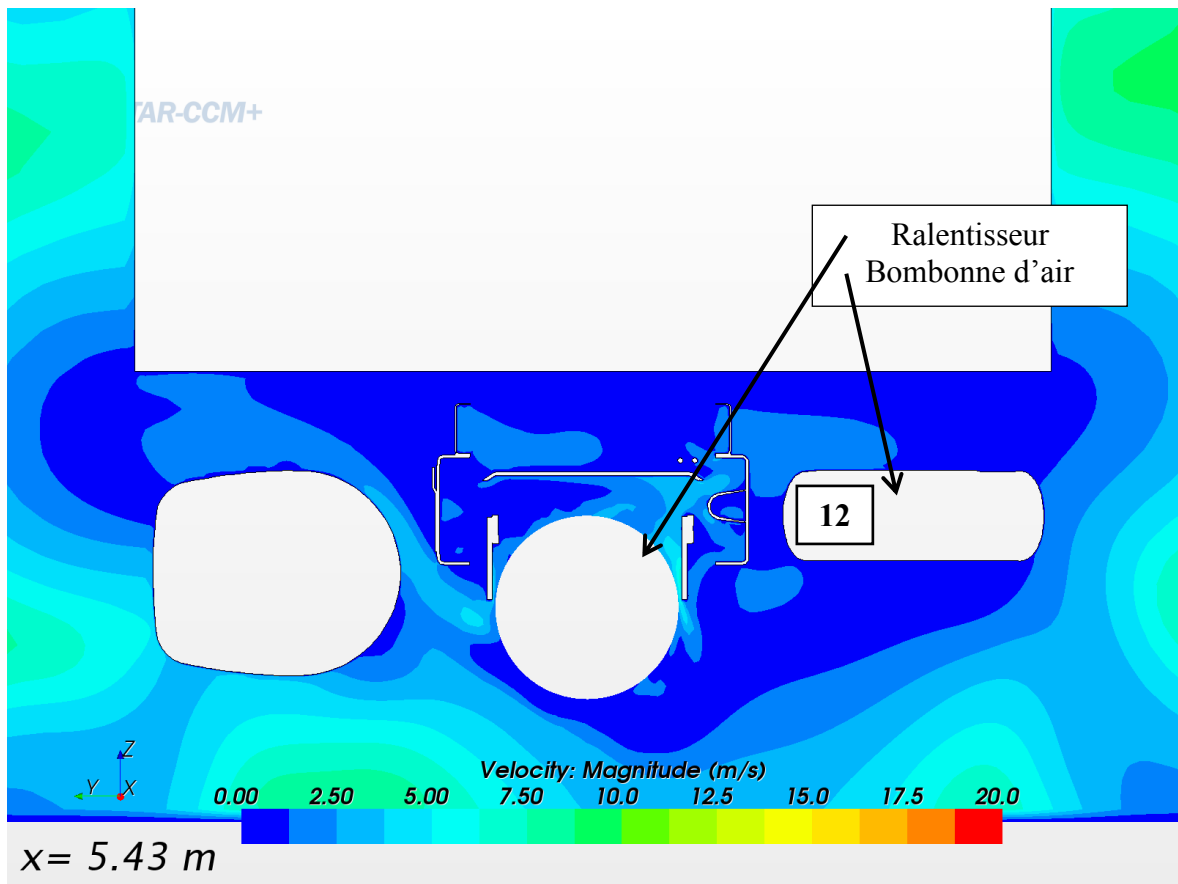 TAR-CCM+
Ralentisseur
Bombonne d'air
12
Z
Y X
Velocity: Magnitude (m/s)
0.00 2.50 5.00 7.50 10.0 12.5 15.0 17.5 20.0
x= 5.43 m